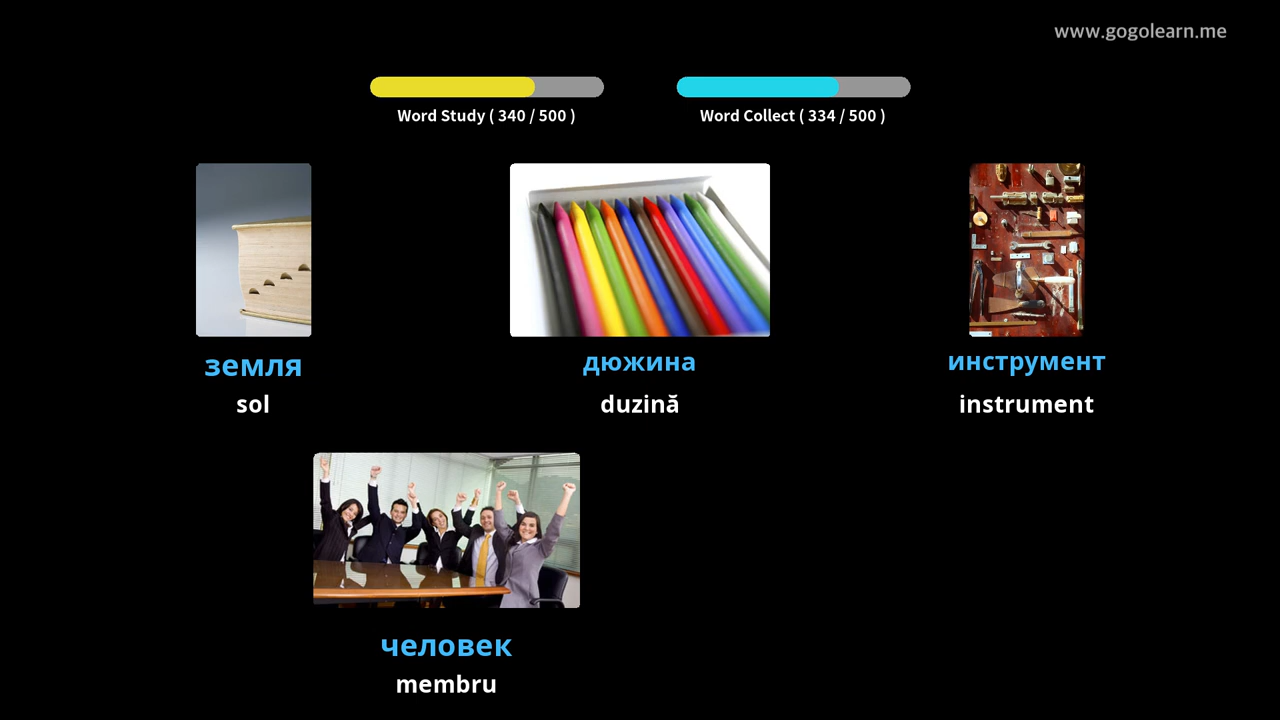 www.gogolearn.me
Word Study ( 340 / 500 )
Word Collect ( 334 / 500 )
земля
sol
дюжина
duzină
инструмент
instrument
человек
membru